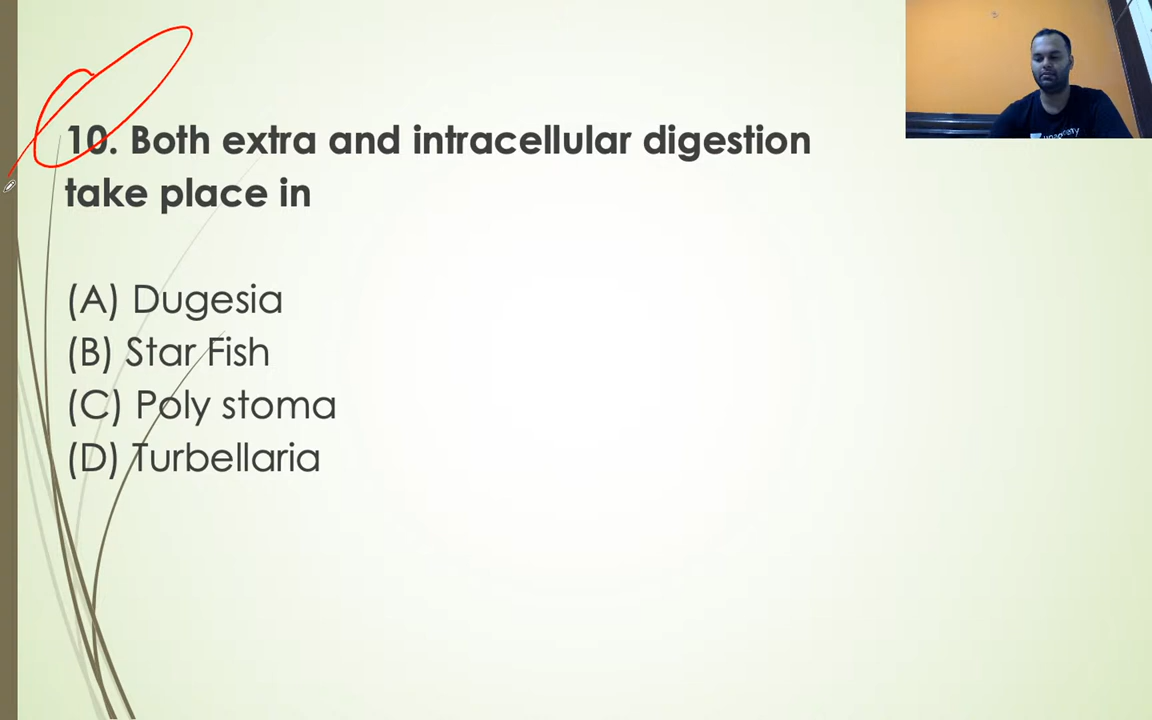 10. Both extra and intracellular digestion
take place in
(A) Dugesia
(B) Star Fish
(C) Poly stoma
(D) Turbellaria